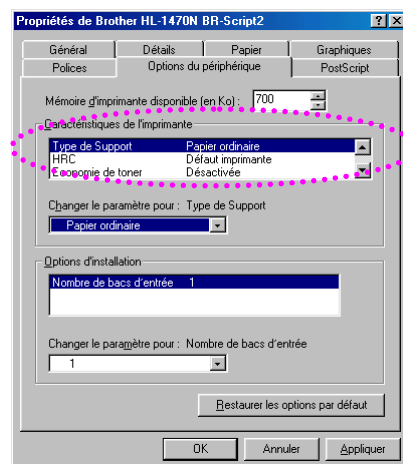 Propriétés de Brother HL-1470N BR-Script2
Général Détails Papier Graphiques
Polices Options du périphérique PostScript
Mémoire d'imprimante disponible (en Ko) : 700
Caractéristiques de l'imprimante
Type de Support Papier ordinaire
HRC Défaut imprimante
Economie de toner Désactivée
Changer le paramètre pour : Type de Support
Papier ordinaire
Options d'installation
Nombre de bacs d'entrée 1
Changer le paramètre pour : Nombre de bacs d'entrée
1
Restaurer les options par défaut
OK Annuler Appliquer